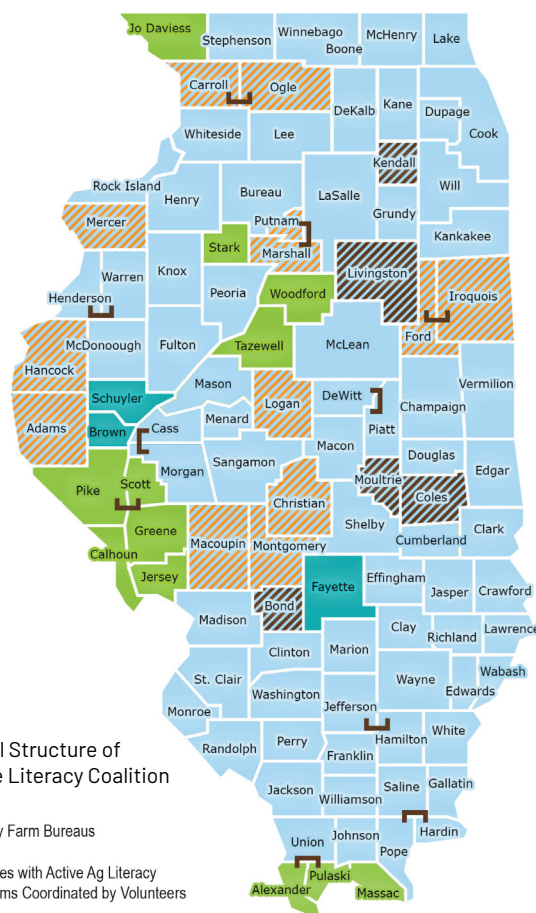 Jo Daviess
Stephenson
Winnebago
Boone
McHenry
Lake
Carroll
Ogle
DeKalb
Kane
Dupage
Cook
Whiteside
Lee
Kendall
Will
Rock Island
Henry
Bureau
LaSalle
Grundy
Putnam
Kankakee
Mercer
Stark
Marshall
Livingston
Iroquois
Warren
Knox
Peoria
Woodford
Henderson
Ford
McDonoough
Fulton
Tazewell
McLean
Hancock
Mason
Vermilion
Schuyler
Logan
DeWitt
Champaign
Adams
Brown
Cass
Menard
Piatt
Macon
Douglas
Morgan
Sangamon
Moultrie
Edgar
Pike
Scott
Christian
Coles
Greene
Macoupin
Montgomery
Shelby
Cumberland
Clark
Calhoun
Jersey
Fayette
Effingham
Jasper
Crawford
Bond
Madison
Clay
Richland
Lawrence
Clinton
Marion
Wabash
St. Clair
Wayne
Edwards
Washington
Jefferson
Monroe
Hamilton
White
Randolph
Perry
Franklin
l Structure of
e Literacy Coalition
Jackson
Williamson
Saline
Gallatin
y Farm Bureaus
Hardin
Union
Johnson
Pope
es with Active Ag Literacy
ms Coordinated by Volunteers
Pulaski
Alexander
Massac